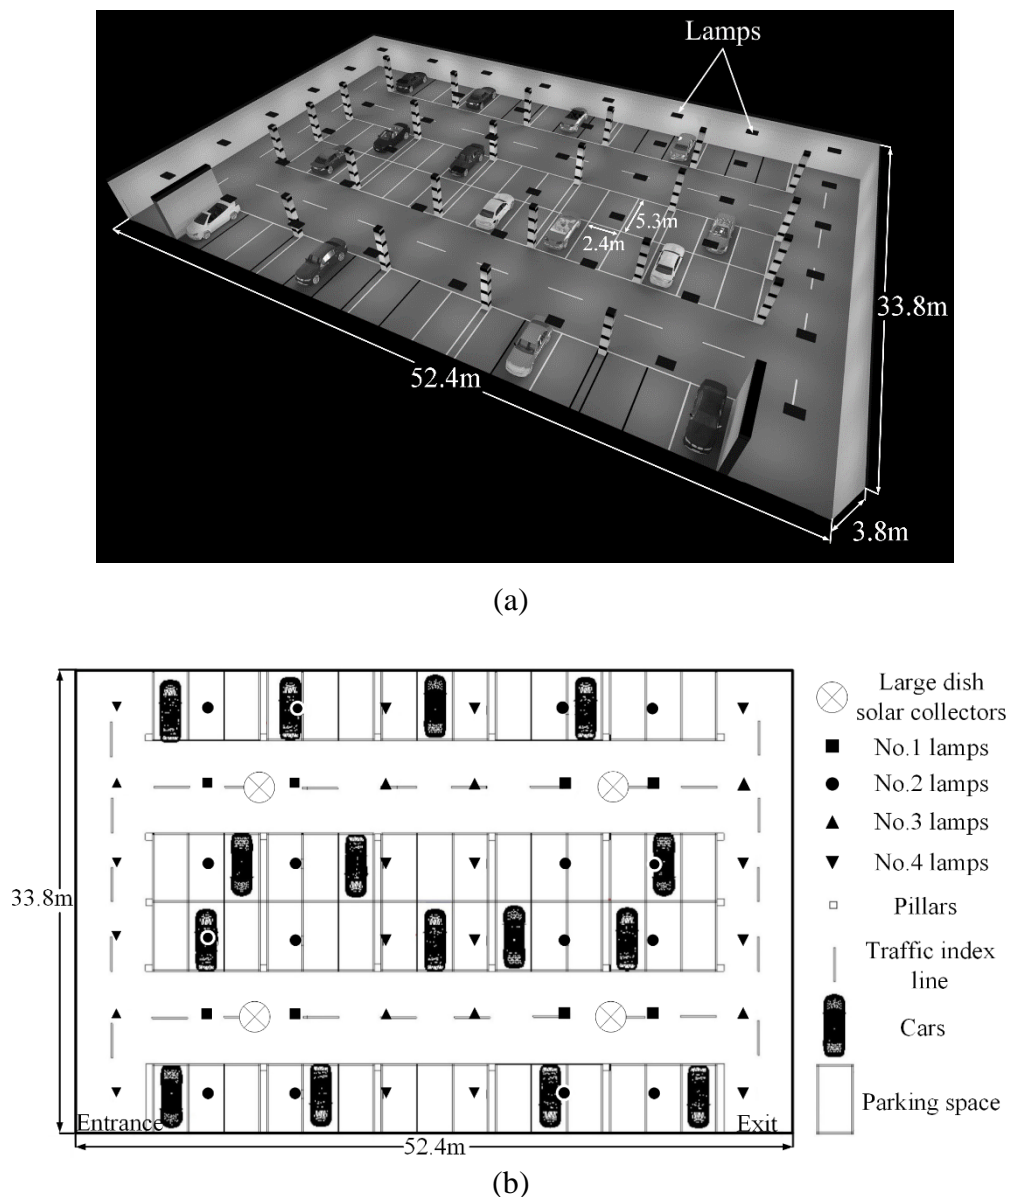 Lamps
5.3m
2.4m
33.8m
52.4m
3.8m
(a)
Large dish
solar collectors
No.1 lamps
No.2 lamps
No.3 lamps
No.4 lamps
33.8m
Pillars
Traffic index
line
Cars
Parking space
Entrance
Exit
52.4m
(b)